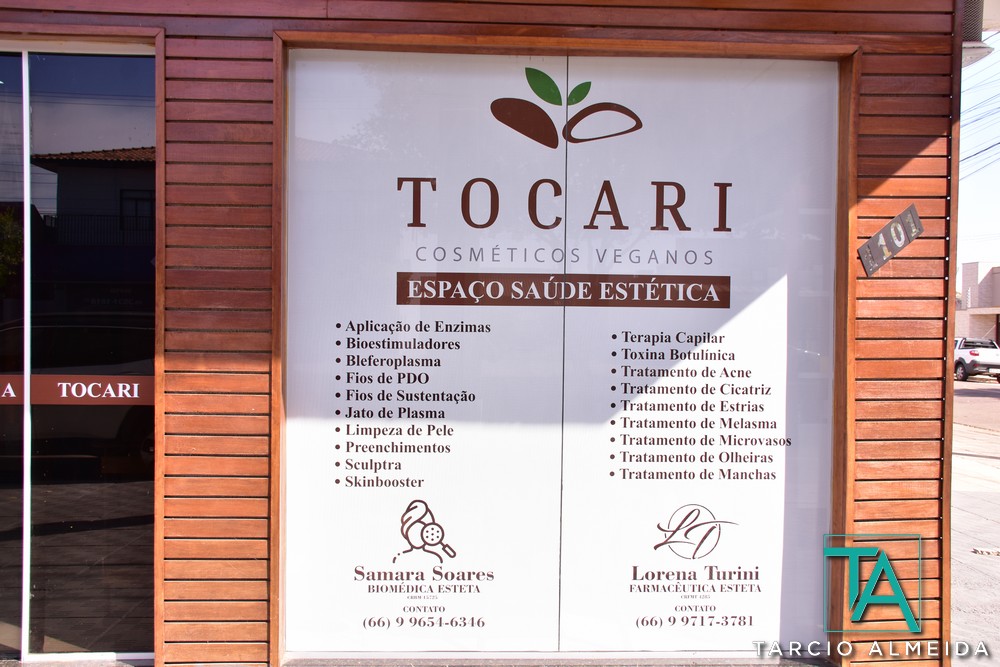 TOCARI
COSMÉTICOS VEGANOS
ESPAÇO SAÚDE ESTÉTICA
• Aplicação de Enzimas
• Bioestimuladores
• Bleferoplasma
• Fios de PDO
• Fios de Sustentação
• Jato de Plasma
• Limpeza de Pele
• Preenchimentos
• Sculptra
• Skinbooster
• Terapia Capilar
• Toxina Botulínica
• Tratamento de Acne
• Tratamento de Cicatriz
• Tratamento de Estrias
• Tratamento de Melasma
• Tratamento de Microvasos
• Tratamento de Olheiras
• Tratamento de Manchas
Samara Soares
BIOMÉDICA ESTETA
CONTATO
(66) 9 9654-6346
LT
Lorena Turini
FARMACÊUTICA ESTETA
CONTATO
(66) 9 9717-3781
A TOCARI
101
TA
TARCIO ALMEIDA